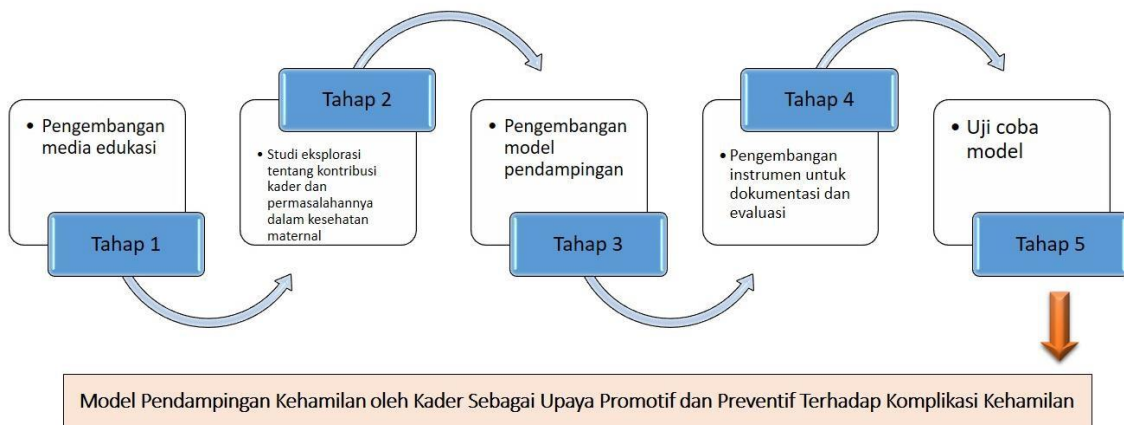 Tahap 1
• Pengembangan
media edukasi
Tahap 2
• Studi eksplorasi
tentang kontribusi
kader dan
permasalahannya
dalam kesehatan
maternal
Tahap 3
• Pengembangan
model
pendampingan
Tahap 4
• Pengembangan
instrumen untuk
dokumentasi dan
evaluasi
Tahap 5
• Uji coba
model
Model Pendampingan Kehamilan oleh Kader Sebagai Upaya Promotif dan Preventif Terhadap Komplikasi Kehamilan